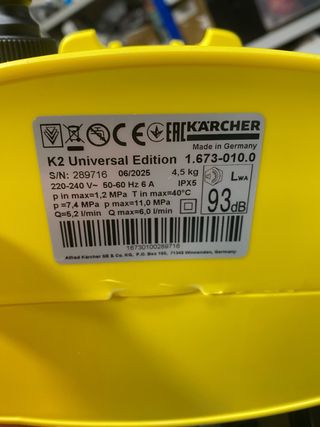 EAC KÄRCHER
Made in Germany
K2 Universal Edition 1.673-010.0
S/N: 289716 06/2025 4,5 kg
220-240 V~ 50-60 Hz 6 A IPX5
p in max=1,2 MPa T in max=40°C
p =7,4 MPa p max=11,0 MPa
Q=5,2 l/min Q max=6,0 l/min
LWA
93dB
16730100289716
Alfred Kärcher SE & Co. KG, P.O. Box 160, 71349 Winnenden, Germany